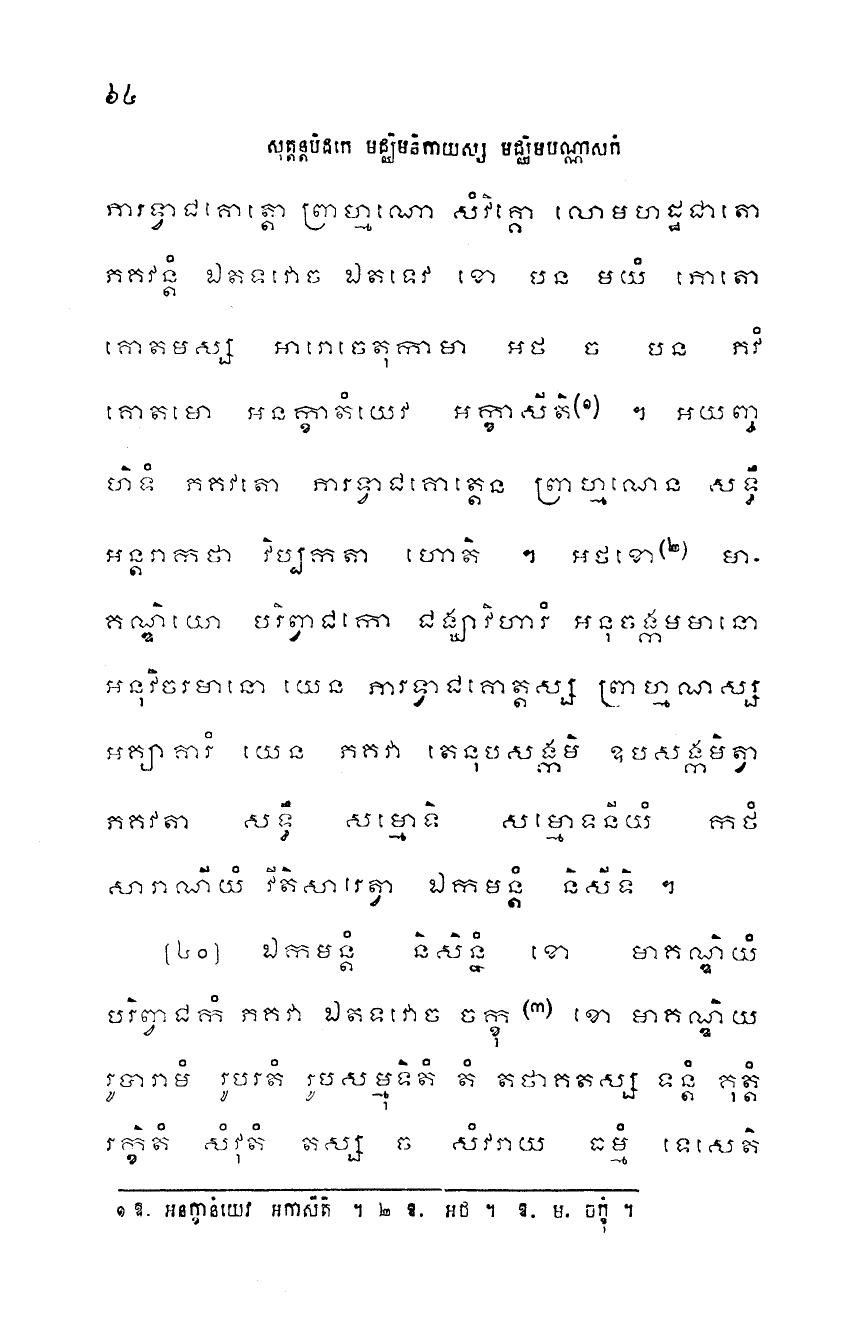 ៦៤
សុត្តន្តបិដកេ មជ្ឈិមនិកាយស្ស មជ្ឈិមបណ្ណាសកំ
ភារទ្វាជគោត្តោ ព្រាហ្មណោ សំវិគ្គោ លោមហដ្ឋជាតោ
ភគវន្តំ ឯតទវោច ឯតទេវ ខោ បន មយំ ភោតោ
គោតមស្ស អារោចេតុកាមា អថ ច បន ភវំ
គោតមោ អនក្ខាតំយេវ អក្ខាសីតិ(១) ។ អយញ្ច
ហិទំ ភគវតោ ភារទ្វាជគោត្តេន ព្រាហ្មណេន សទ្ធឹ
អន្តរាកថា វិប្បកតា ហោតិ ។ អថខោ(២) មា-
គណ្ឌិយោ បរិព្វាជកោ ជង្ឃាវិហារំ អនុចង្កមមានោ
អនុវិចរមានោ យេន ភារទ្វាជគោត្តស្ស ព្រាហ្មណស្ស
អគ្យាគារំ យេន ភគវា តេនុបសង្កមិ ឧបសង្កមិត្វា
ភគវតា សទ្ធឹ សម្មោទិ សម្មោទនីយំ កថំ
សារាណីយំ វីតិសារេត្វា ឯកមន្តំ និសីទិ ។
[៤០] ឯកមន្តំ និសិន្នំ ខោ មាគណ្ឌិយំ
បរិព្វាជកំ ភគវា ឯតទវោច ចក្ខុ(៣) ខោ មាគណ្ឌិយ
រូបារាមំ រូបរតំ រូបសម្មុទិតំ តំ តថាគតស្ស ទន្តំ គុត្តំ
រក្ខិតំ សំវុតំ តស្ស ច សំវរាយ ធម្មំ ទេសេតិ
១ ឱ. អនក្ខានំយេវ អកាសីតិ ។ ២ ឱ. អថ ។ ឱ. ម. ចក្ខុំ ។